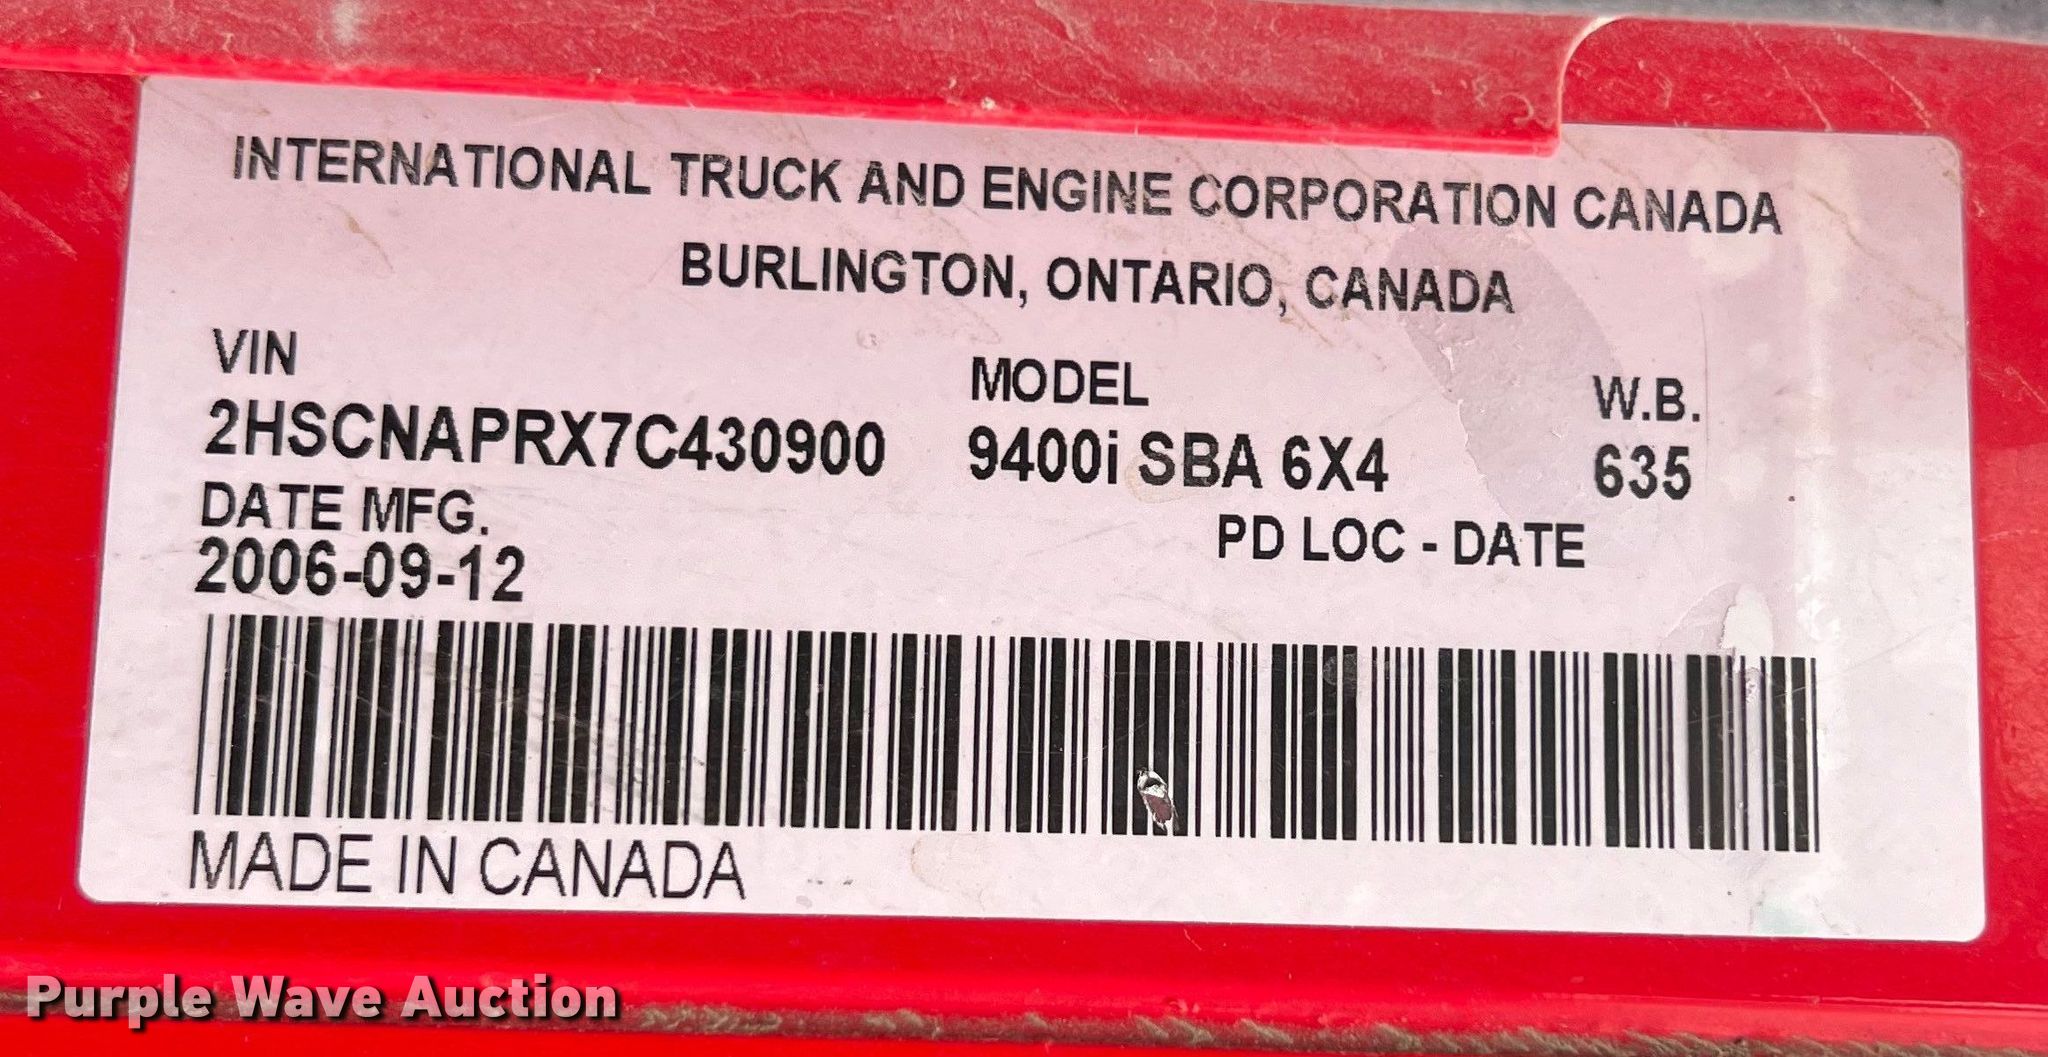 INTERNATIONAL TRUCK AND ENGINE CORPORATION CANADA
BURLINGTON, ONTARIO, CANADA
VIN MODEL W.B.
2HSCNAPRX7C430900 9400i SBA 6X4 635
DATE MFG. PD LOC - DATE
2006-09-12
MADE IN CANADA
Purple Wave Auction